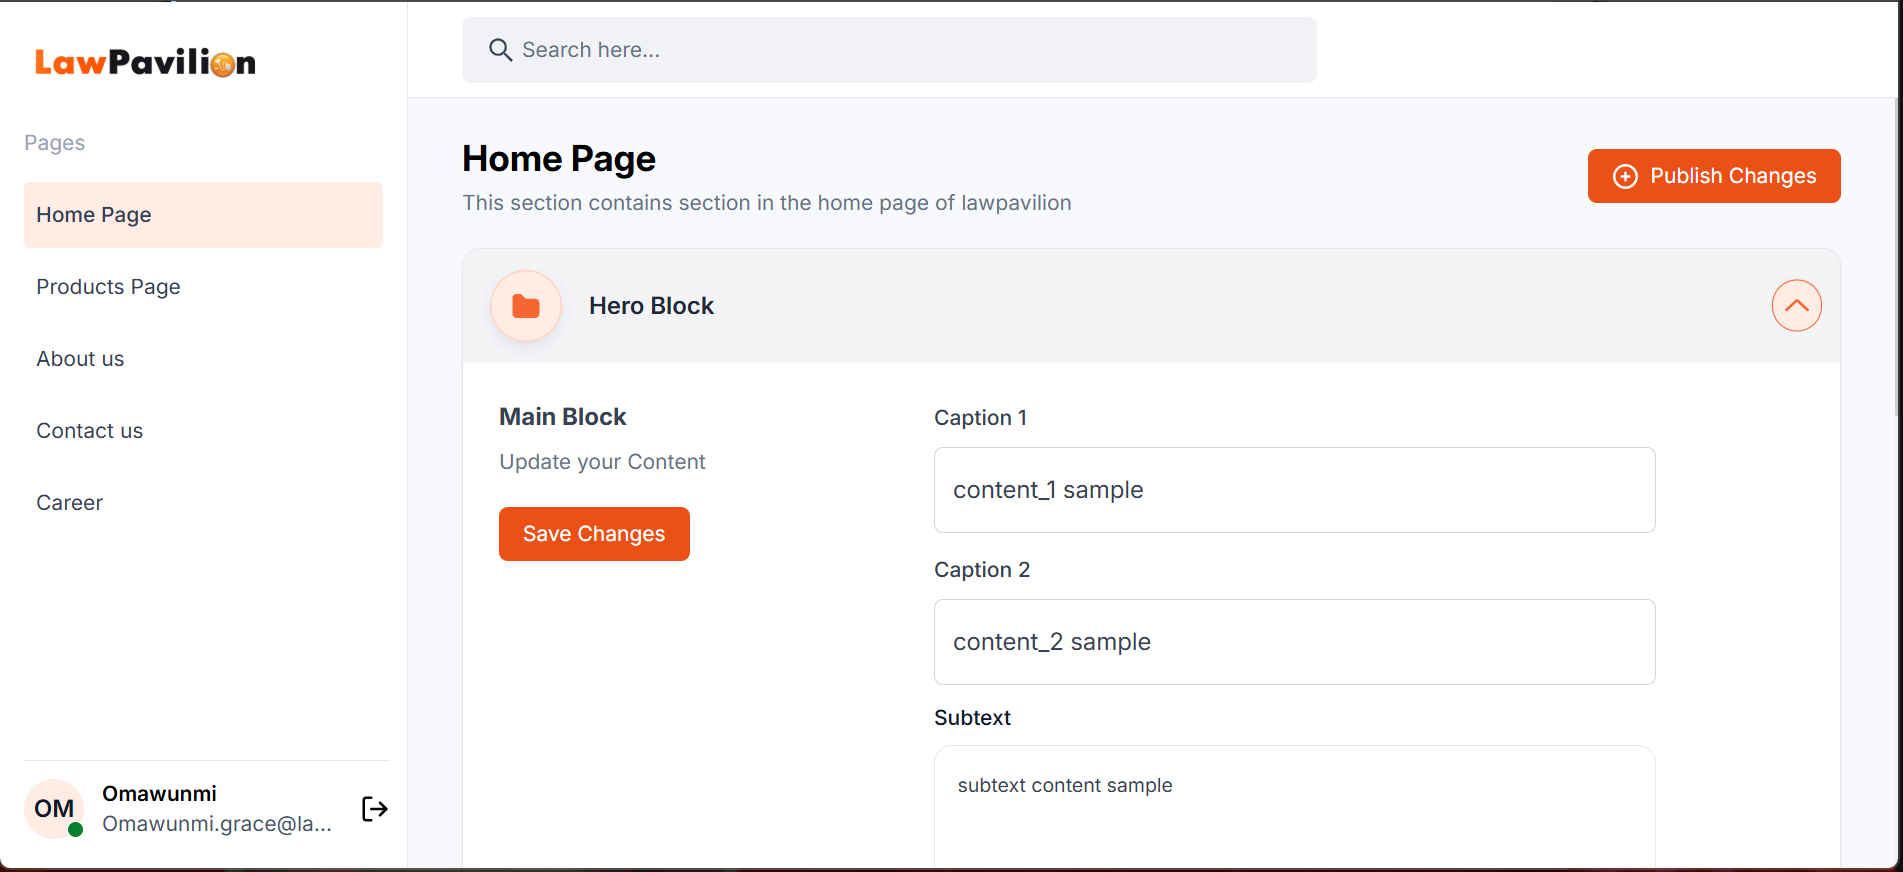 LawPavilion
Search here...
Pages
Home Page
Products Page
About us
Contact us
Career
OM
Omawunmi
Omawunmi.grace@la...
Home Page
This section contains section in the home page of lawpavilion
Publish Changes
Hero Block
Main Block
Update your Content
Save Changes
Caption 1
content_1 sample
Caption 2
content_2 sample
Subtext
subtext content sample